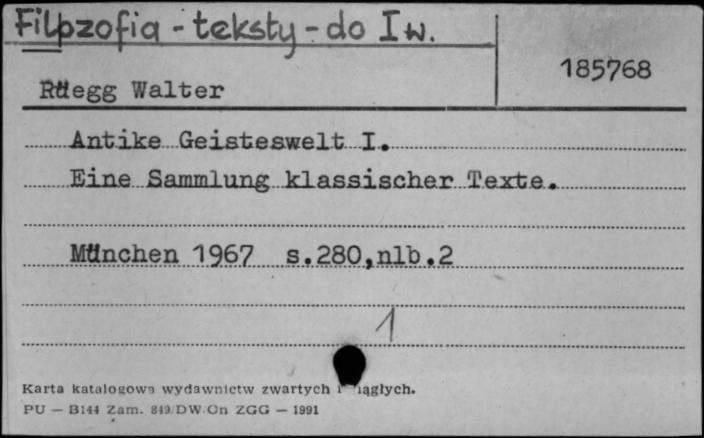 Filozofia - teksty - do I w.
185768
Rüegg Walter
Antike Geisteswelt I.
Eine Sammlung klassischer Texte.
München 1967 s.280,nlb.2
1
Karta katalogowa wydawnictw zwartych i ciągłych.
PU — B144 Zam. 849/DW/On ZGG — 1991